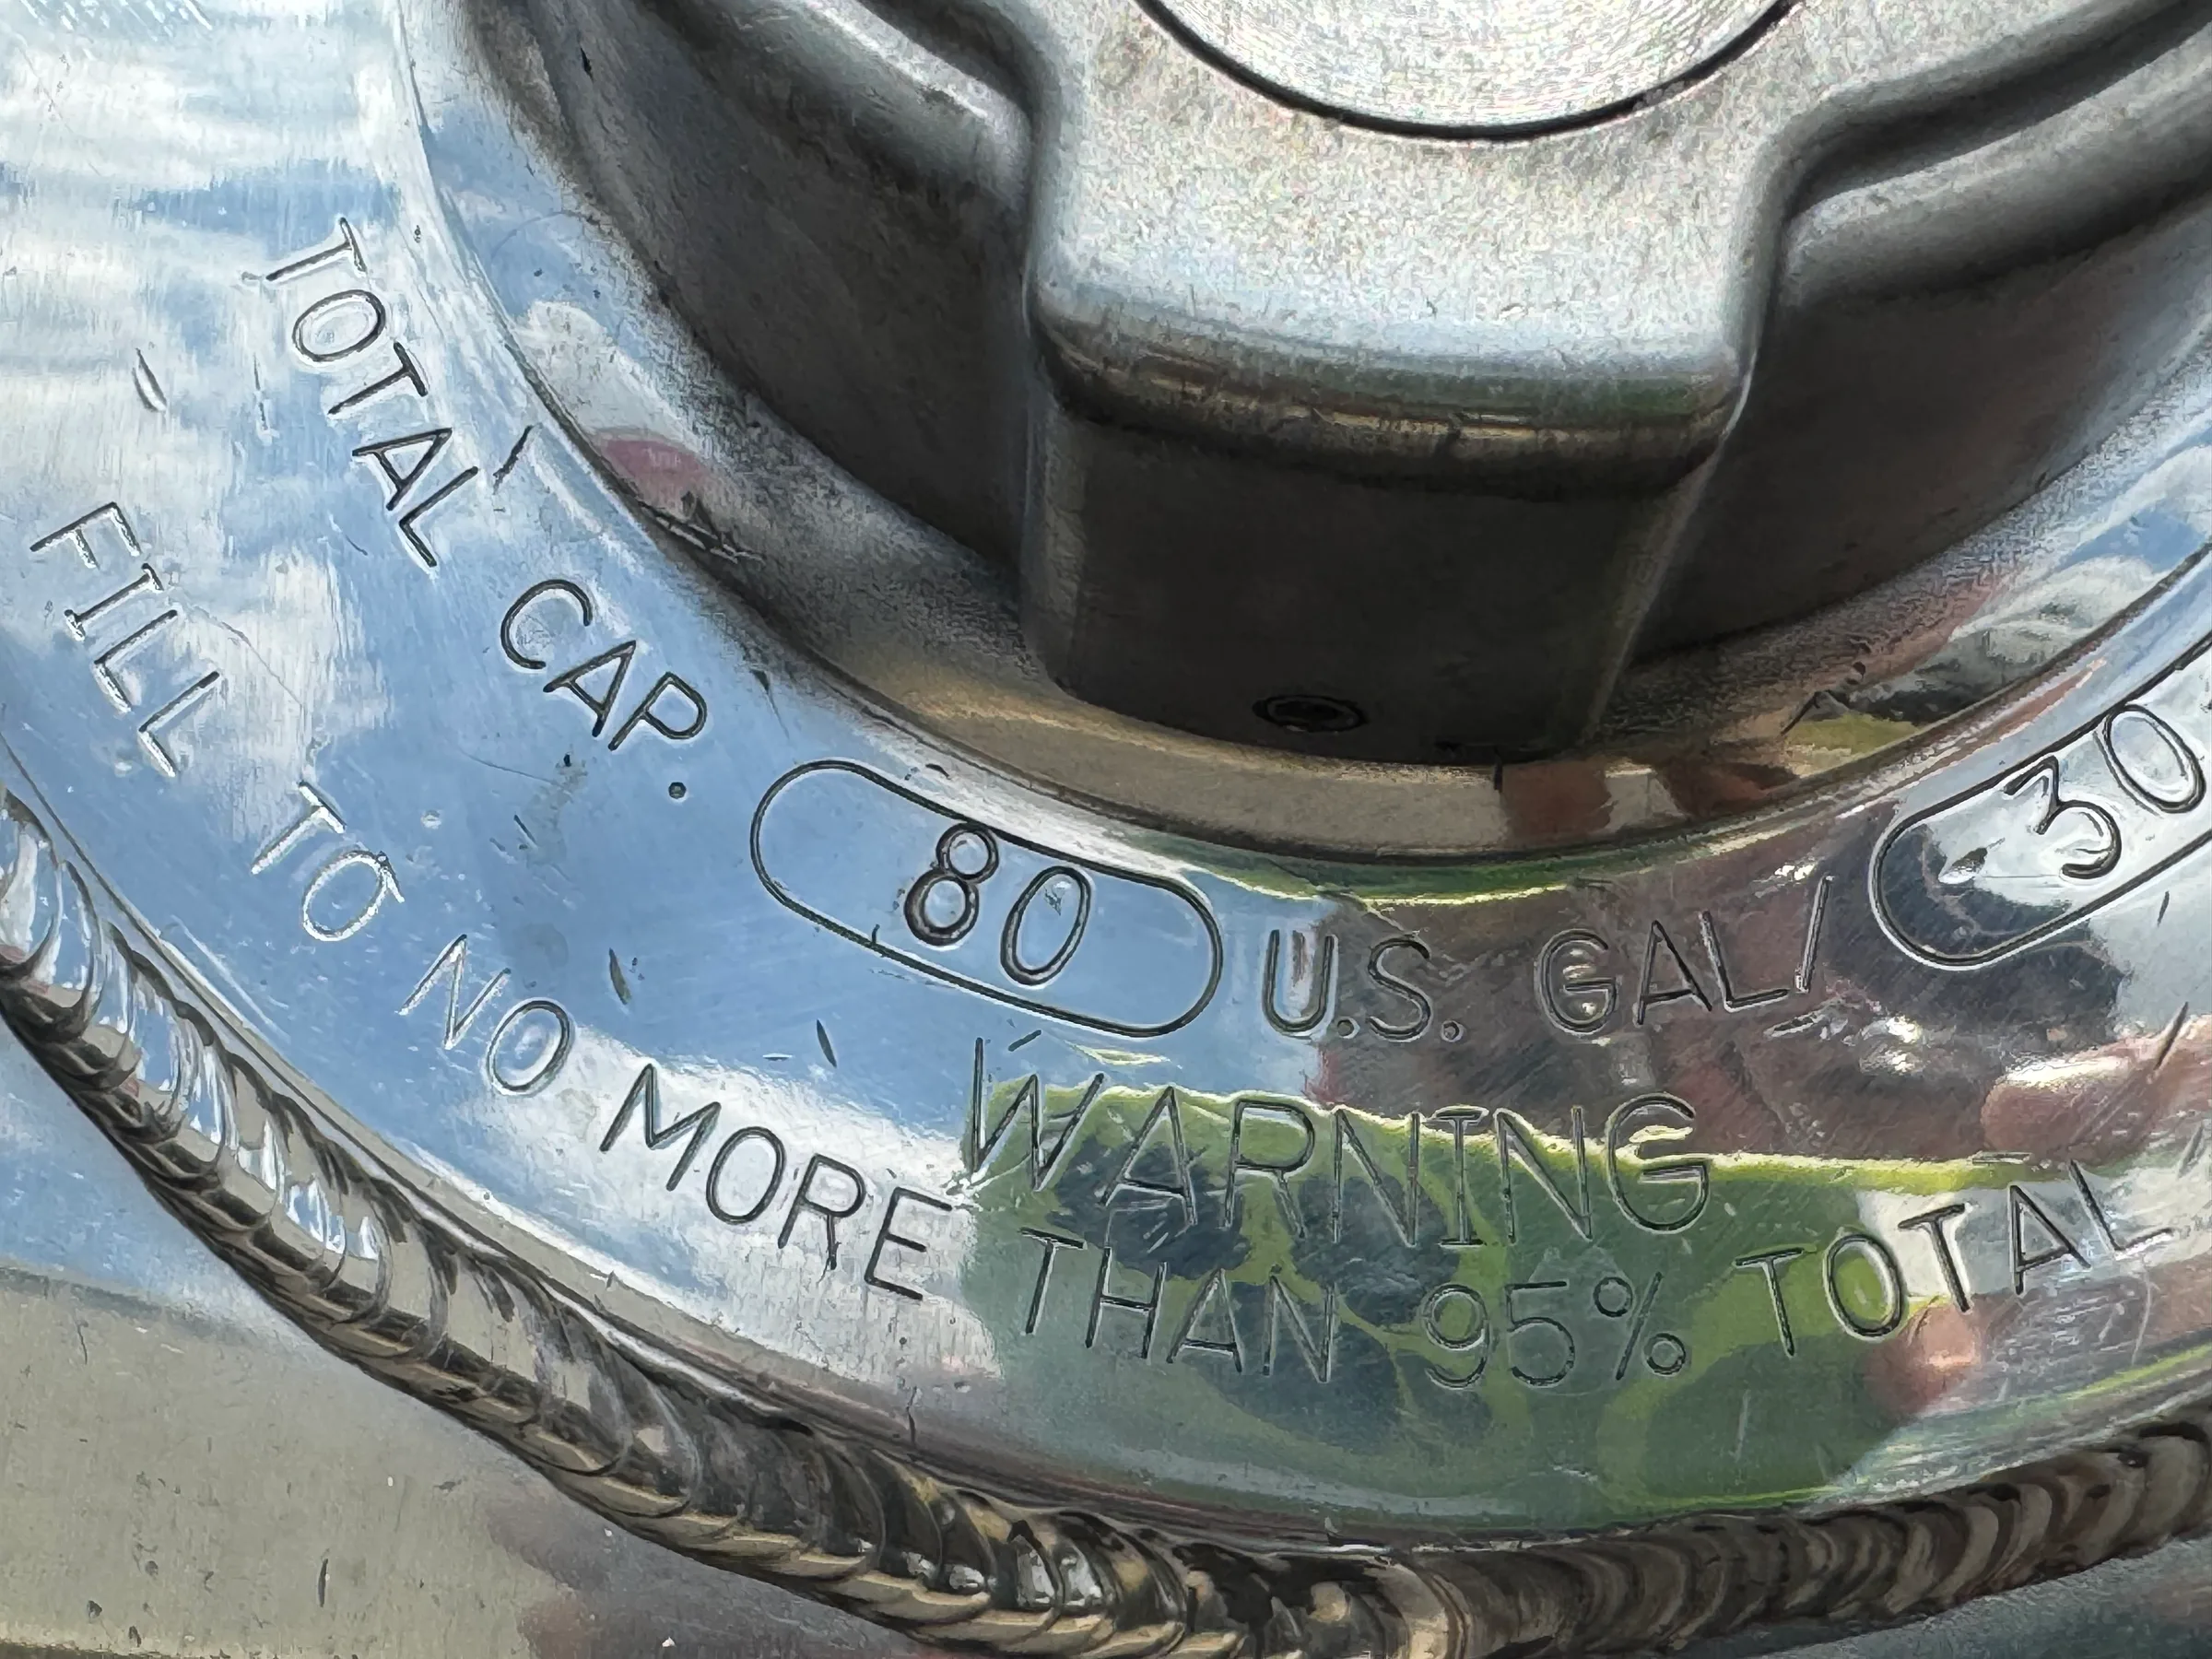 TOTAL CAP. 80 U.S. GAL/ 30
WARNING
FILL TO NO MORE THAN 95% TOTAL